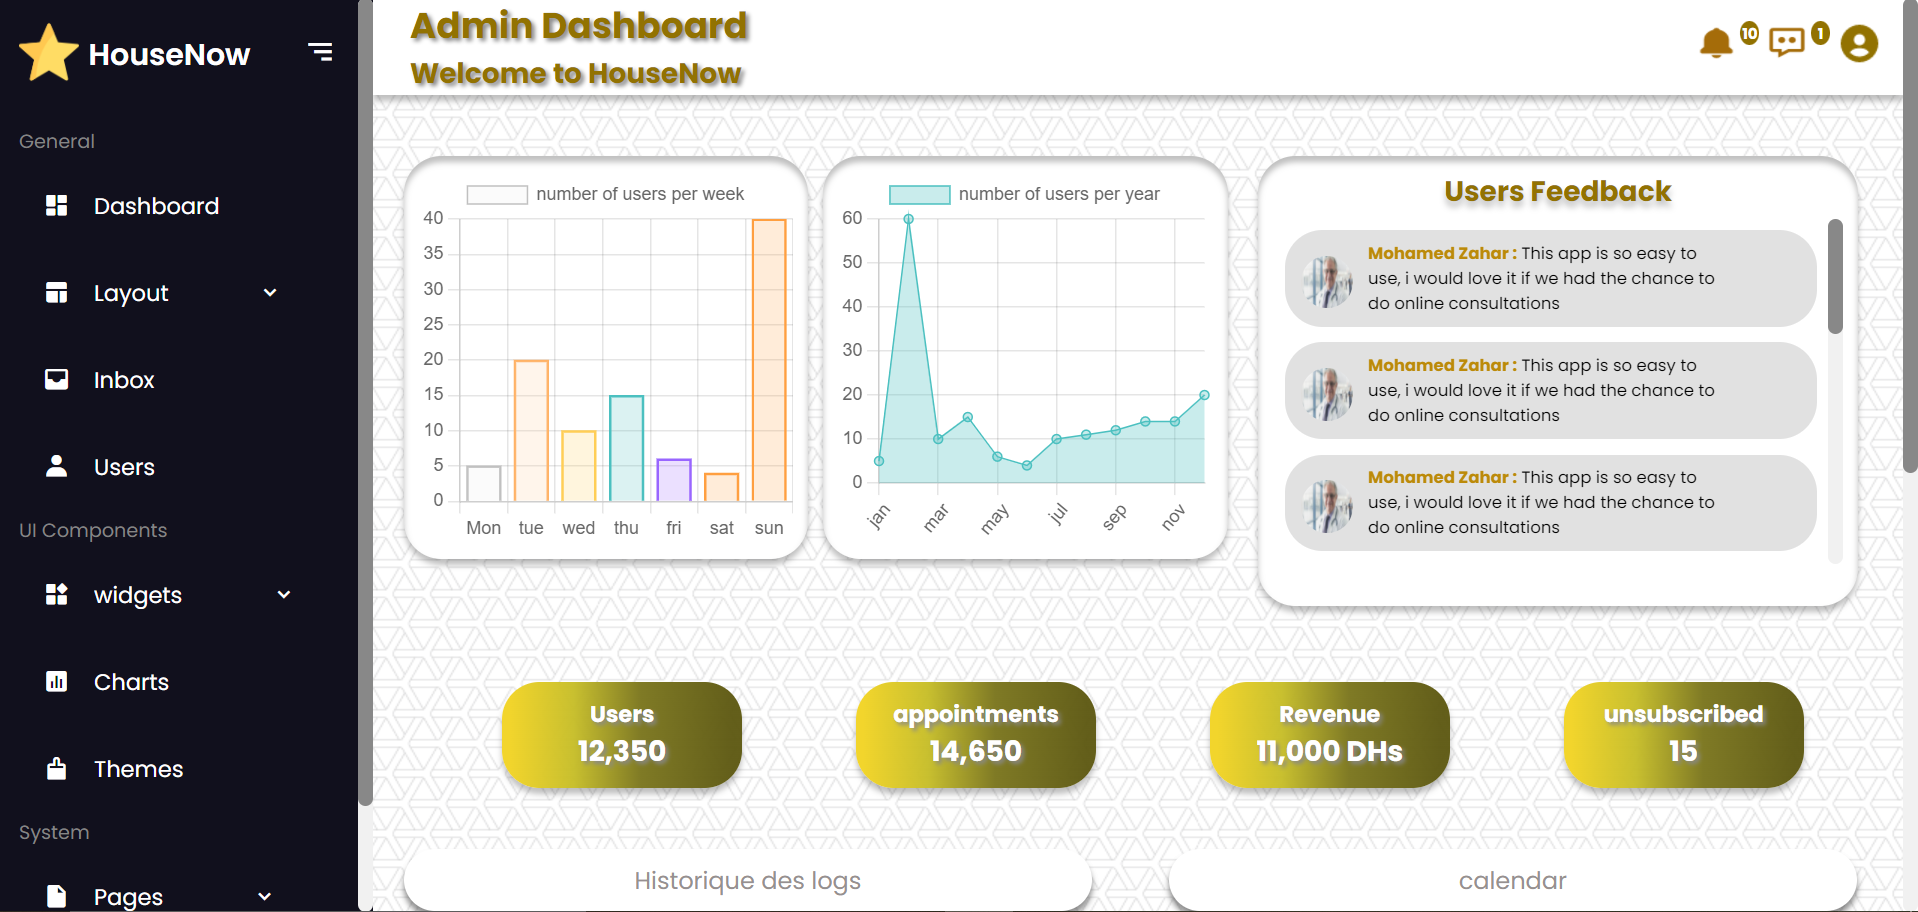 HouseNow
General
Dashboard
Layout
Inbox
Users
UI Components
widgets
Charts
Themes
System
Pages
Admin Dashboard
Welcome to HouseNow
10
1
number of users per week
40
35
30
25
20
15
10
5
0
Mon tue wed thu fri sat sun
number of users per year
60
50
40
30
20
10
0
jan mar may jul sep nov
Users Feedback
Mohamed Zahar : This app is so easy to
use, i would love it if we had the chance to
do online consultations
Mohamed Zahar : This app is so easy to
use, i would love it if we had the chance to
do online consultations
Mohamed Zahar : This app is so easy to
use, i would love it if we had the chance to
do online consultations
Users
12,350
appointments
14,650
Revenue
11,000 DHs
unsubscribed
15
Historique des logs
calendar